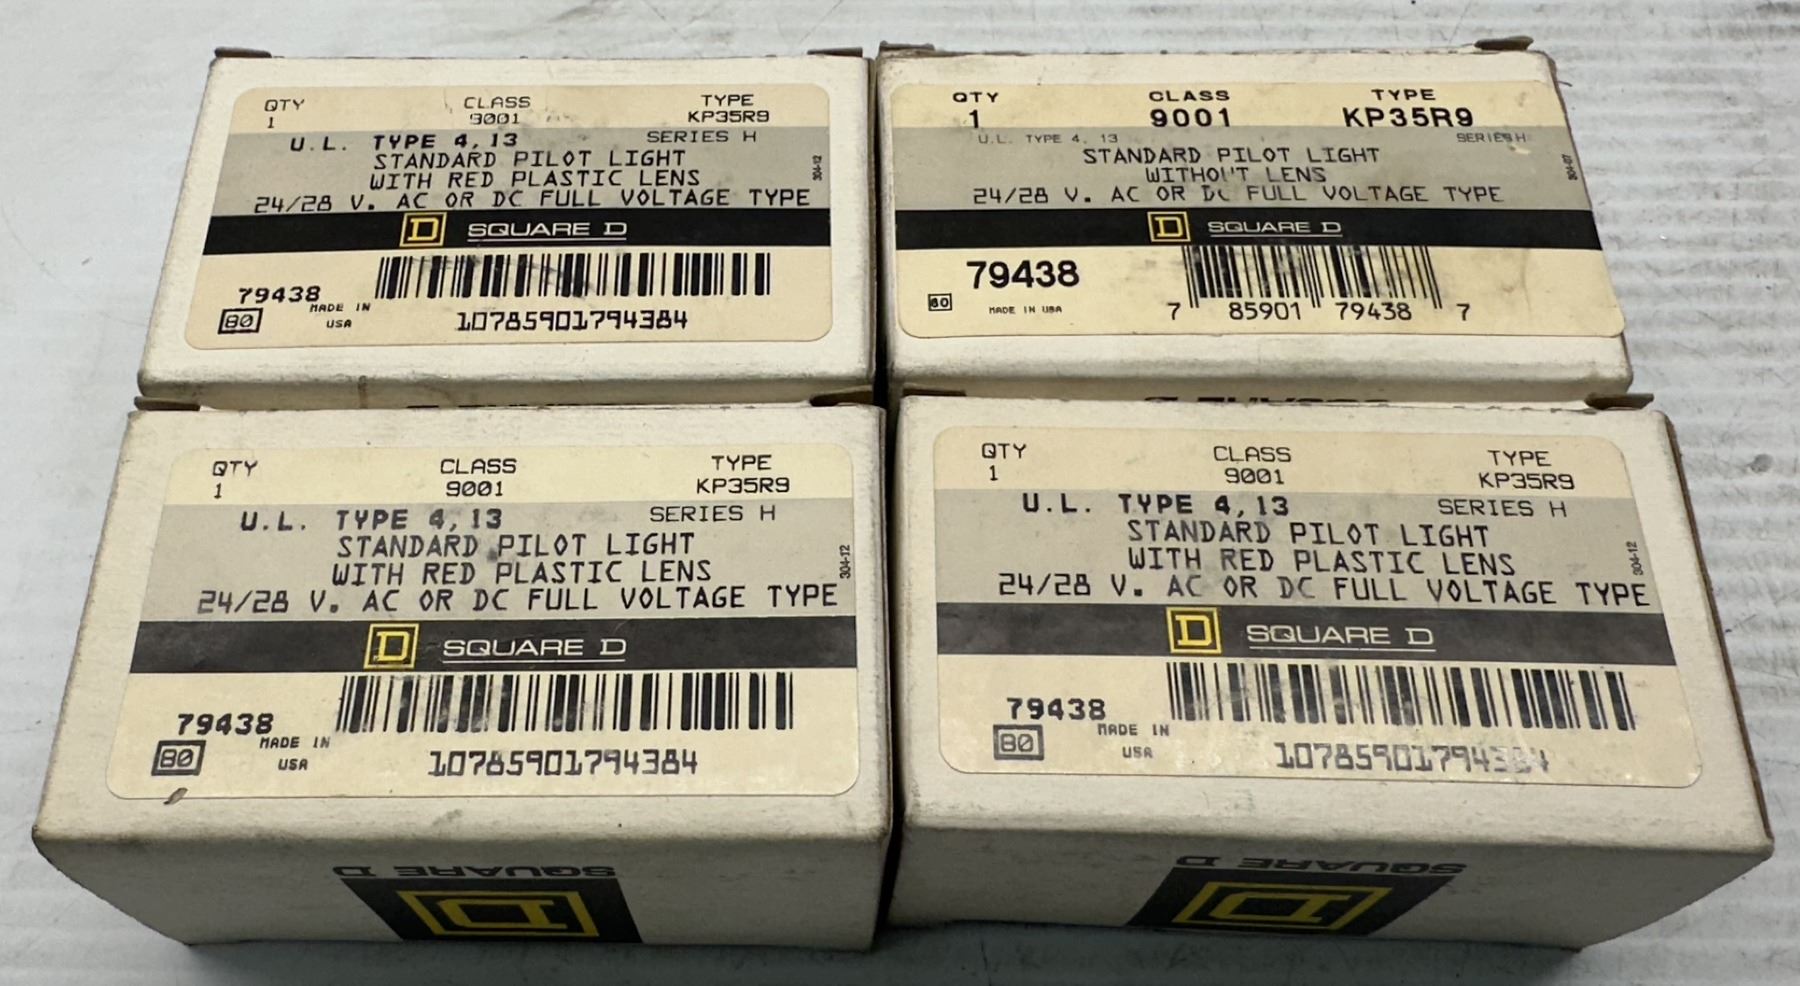 QTY CLASS TYPE
1 9001 KP35R9
U.L. TYPE 4,13 SERIES H
STANDARD PILOT LIGHT
WITH RED PLASTIC LENS
24/28 V. AC OR DC FULL VOLTAGE TYPE
304-12
D SQUARE D
79438
MADE IN
USA
80
10785901794384
QTY CLASS TYPE
1 9001 KP35R9
U.L. TYPE 4, 13 SERIES H
STANDARD PILOT LIGHT
WITHOUT LENS
24/28 V. AC OR DC FULL VOLTAGE TYPE
304-07
D SQUARE D
79438
80 MADE IN USA
7 85901 79438 7
QTY CLASS TYPE
1 9001 KP35R9
U.L. TYPE 4,13 SERIES H
STANDARD PILOT LIGHT
WITH RED PLASTIC LENS
24/28 V. AC OR DC FULL VOLTAGE TYPE
304-12
D SQUARE D
79438
MADE IN
USA
80
10785901794384
SQUARE D
D
QTY CLASS TYPE
1 9001 KP35R9
U.L. TYPE 4,13 SERIES H
STANDARD PILOT LIGHT
WITH RED PLASTIC LENS
24/28 V. AC OR DC FULL VOLTAGE TYPE
304-12
D SQUARE D
79438
MADE IN
USA
80
10785901794384
SQUARE D
D